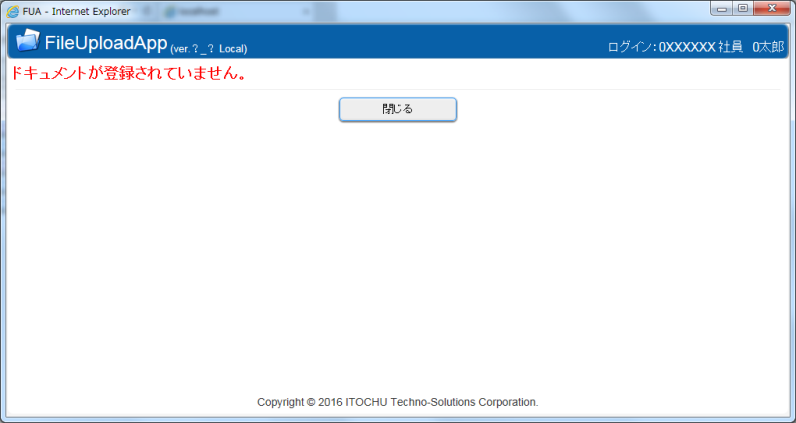 FUA - Internet Explorer
FileUploadApp (ver.？_？ Local)
ログイン：0XXXXXX 社員　0太郎
ドキュメントが登録されていません。
閉じる
Copyright © 2016 ITOCHU Techno-Solutions Corporation.